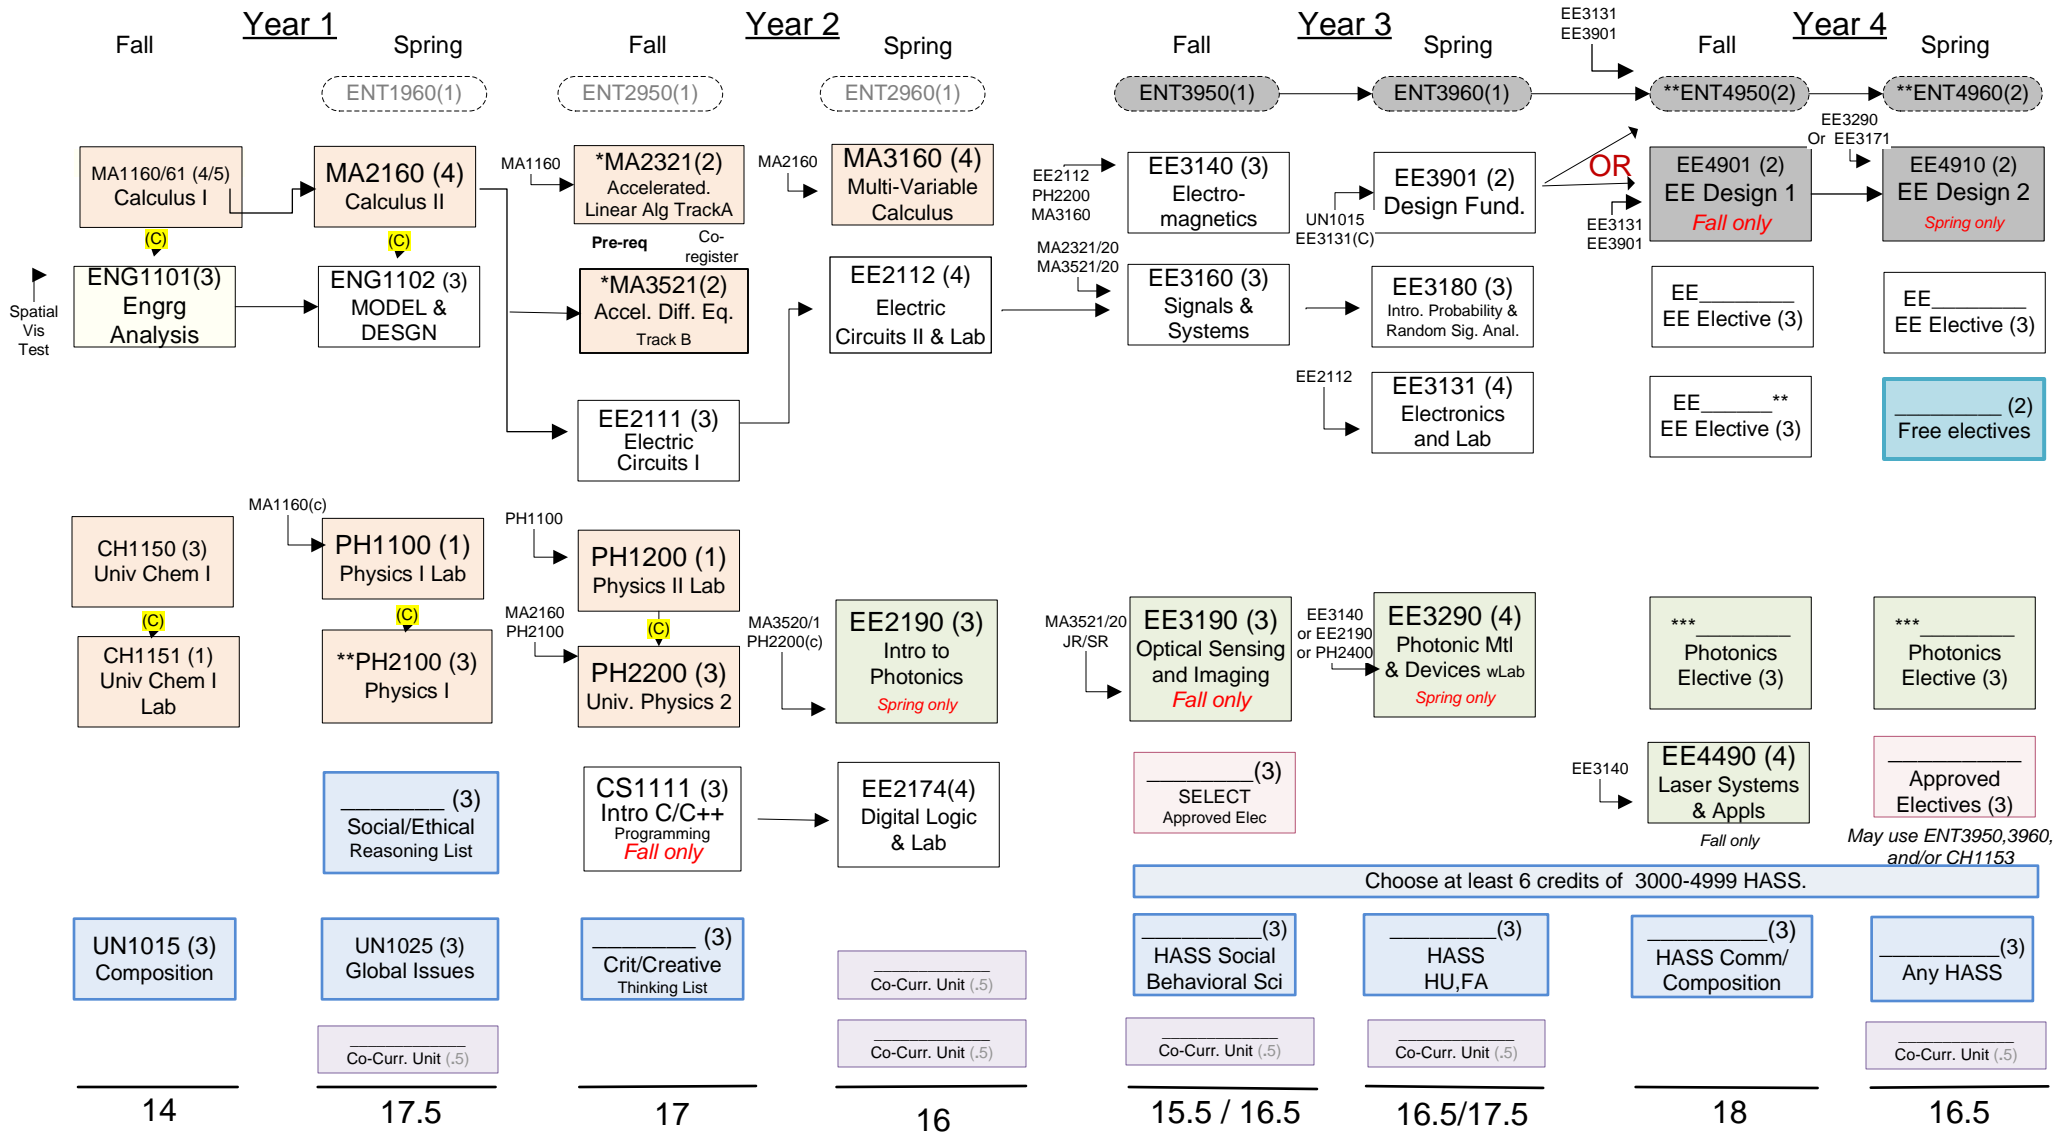 Year 1
Year 2
Year 3
Year 4
Fall
Spring
Fall
Spring
Fall
Spring
Fall
Spring
EE3131
EE3901
ENT1960(1)
ENT2950(1)
ENT2960(1)
ENT3950(1)
ENT3960(1)
**ENT4950(2)
**ENT4960(2)
MA1160/61 (4/5)
Calculus I
MA2160 (4)
Calculus II
MA1160
*MA2321(2)
Accelerated.
Linear Alg TrackA
MA2160
MA3160 (4)
Multi-Variable
Calculus
EE2112
PH2200
MA3160
EE3140 (3)
Electro-
magnetics
UN1015
EE3131(C)
EE3901 (2)
Design Fund.
OR
EE3131
EE3901
EE4901 (2)
EE Design 1
Fall only
EE3290
Or EE3171
EE4910 (2)
EE Design 2
Spring only
(C)
(C)
Pre-req
Co-
register
Spatial
Vis
Test
ENG1101(3)
Engrg
Analysis
ENG1102 (3)
MODEL &
DESGN
*MA3521(2)
Accel. Diff. Eq.
Track B
EE2112 (4)
Electric
Circuits II & Lab
MA2321/20
MA3521/20
EE3160 (3)
Signals &
Systems
EE3180 (3)
Intro. Probability &
Random Sig. Anal.
EE________
EE Elective (3)
EE________
EE Elective (3)
EE2111 (3)
Electric
Circuits I
EE2112
EE3131 (4)
Electronics
and Lab
EE______**
EE Elective (3)
_________ (2)
Free electives
CH1150 (3)
Univ Chem I
MA1160(c)
PH1100 (1)
Physics I Lab
PH1100
PH1200 (1)
Physics II Lab
(C)
(C)
(C)
CH1151 (1)
Univ Chem I
Lab
**PH2100 (3)
Physics I
MA2160
PH2100
PH2200 (3)
Univ. Physics 2
MA3520/1
PH2200(c)
EE2190 (3)
Intro to
Photonics
Spring only
MA3521/20
JR/SR
EE3190 (3)
Optical Sensing
and Imaging
Fall only
EE3140
or EE2190
or PH2400
EE3290 (4)
Photonic Mtl
& Devices wLab
Spring only
***________
Photonics
Elective (3)
***________
Photonics
Elective (3)
________ (3)
Social/Ethical
Reasoning List
CS1111 (3)
Intro C/C++
Programming
Fall only
EE2174(4)
Digital Logic
& Lab
_________(3)
SELECT
Approved Elec
EE3140
EE4490 (4)
Laser Systems
& Appls
Fall only
___________
Approved
Electives (3)
May use ENT3950,3960,
and/or CH1153
Choose at least 6 credits of 3000-4999 HASS.
UN1015 (3)
Composition
UN1025 (3)
Global Issues
________ (3)
Crit/Creative
Thinking List
__________(3)
HASS Social
Behavioral Sci
_________(3)
HASS
HU,FA
__________(3)
HASS Comm/
Composition
__________(3)
Any HASS
____________
Co-Curr. Unit (.5)
____________
Co-Curr. Unit (.5)
____________
Co-Curr. Unit (.5)
____________
Co-Curr. Unit (.5)
____________
Co-Curr. Unit (.5)
____________
Co-Curr. Unit (.5)
14
17.5
17
16
15.5 / 16.5
16.5/17.5
18
16.5